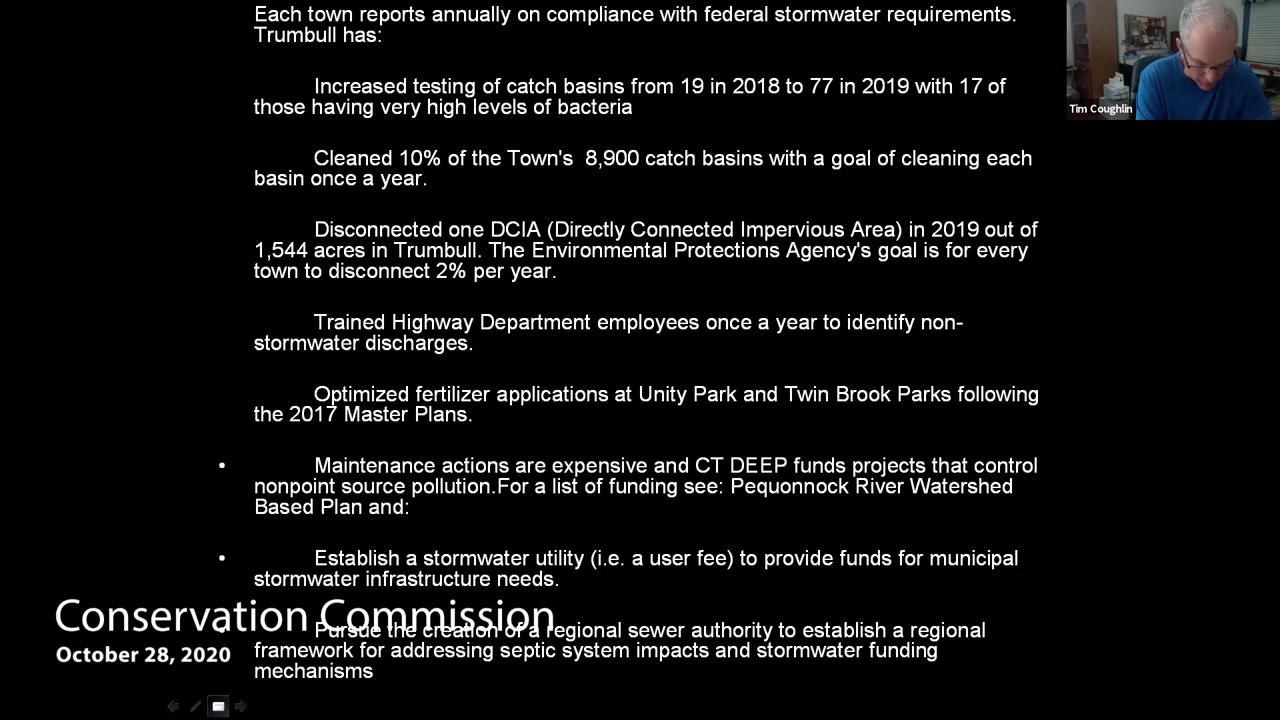 Each town reports annually on compliance with federal stormwater requirements.
Trumbull has:
Increased testing of catch basins from 19 in 2018 to 77 in 2019 with 17 of
those having very high levels of bacteria
Cleaned 10% of the Town's  8,900 catch basins with a goal of cleaning each
basin once a year.
Disconnected one DCIA (Directly Connected Impervious Area) in 2019 out of
1,544 acres in Trumbull. The Environmental Protections Agency's goal is for every
town to disconnect 2% per year.
Trained Highway Department employees once a year to identify non-
stormwater discharges.
Optimized fertilizer applications at Unity Park and Twin Brook Parks following
the 2017 Master Plans.
• Maintenance actions are expensive and CT DEEP funds projects that control
nonpoint source pollution.For a list of funding see: Pequonnock River Watershed
Based Plan and:
• Establish a stormwater utility (i.e. a user fee) to provide funds for municipal
stormwater infrastructure needs.
• Pursue the creation of a regional sewer authority to establish a regional
framework for addressing septic system impacts and stormwater funding
mechanisms
Conservation Commission
October 28, 2020
Tim Coughlin